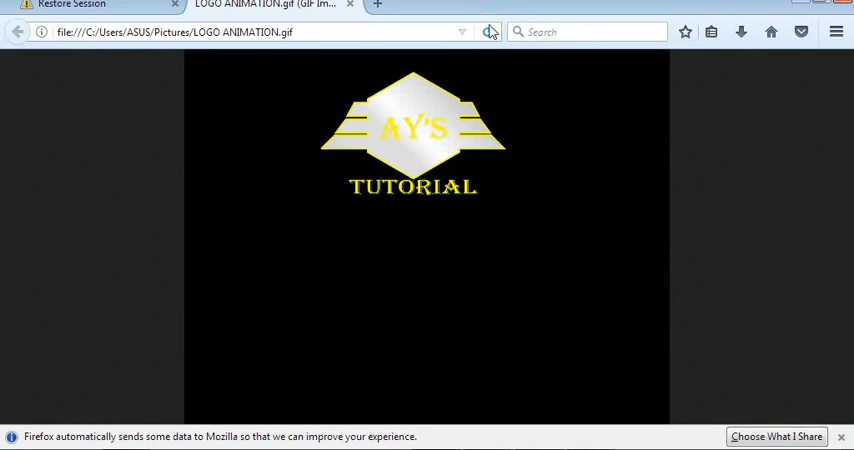 Restore Session
LOGO ANIMATION.gif (GIF Im...
file:///C:/Users/ASUS/Pictures/LOGO ANIMATION.gif
Search
AY'S
TUTORIAL
Firefox automatically sends some data to Mozilla so that we can improve your experience.
Choose What I Share